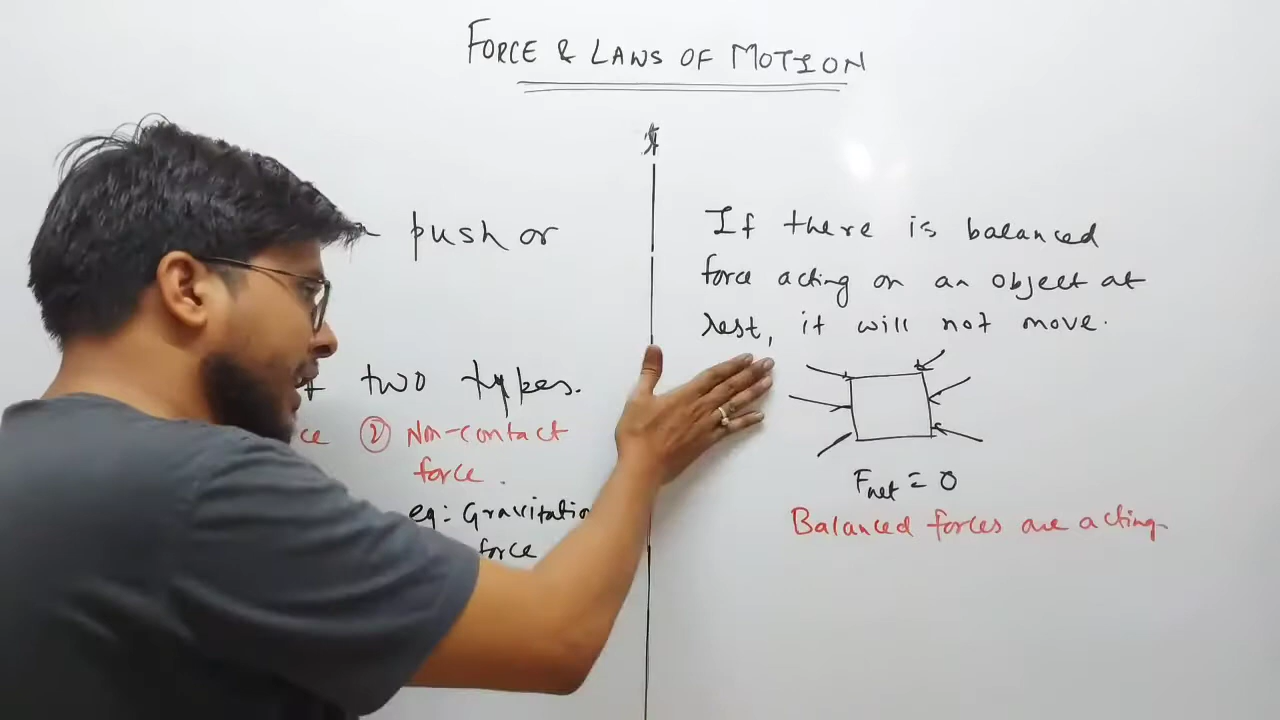 FORCE & LAWS OF MOTION
push or
two types.
② Non-contact
force.
eg: Gravitatio
force
If there is balanced
force acting on an object at
rest, it will not move.
Fnet = 0
Balanced forces are acting.